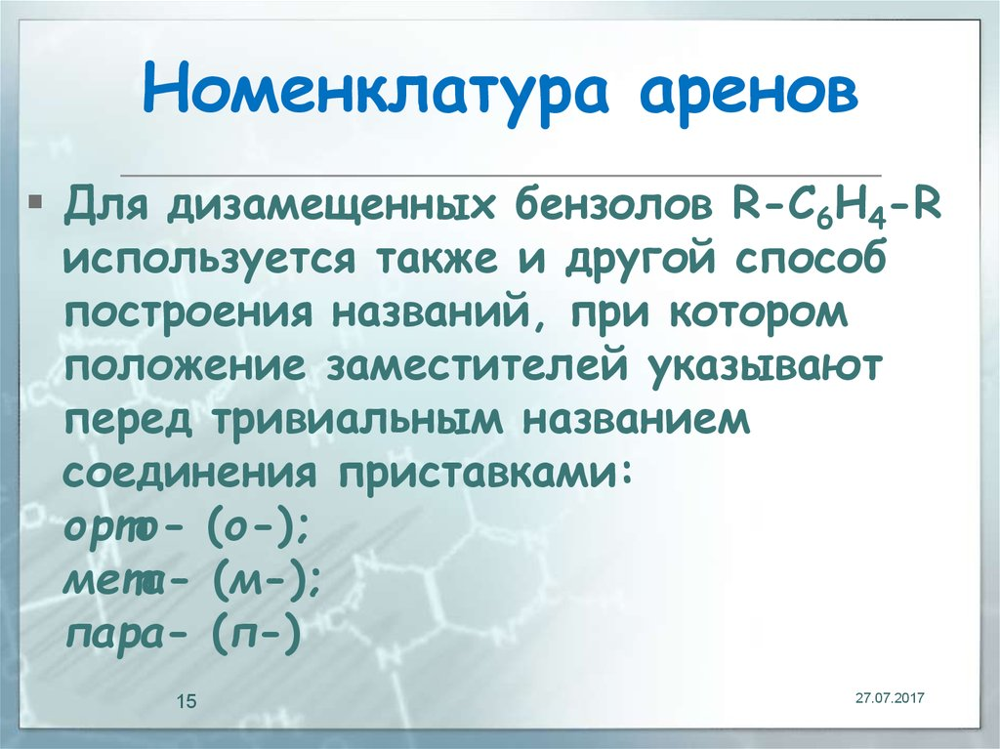 Номенклатура аренов
▪ Для дизамещенных бензолов R-C₆H₄-R
используется также и другой способ
построения названий, при котором
положение заместителей указывают
перед тривиальным названием
соединения приставками:
орто- (о-);
мета- (м-);
пара- (п-)
15
27.07.2017